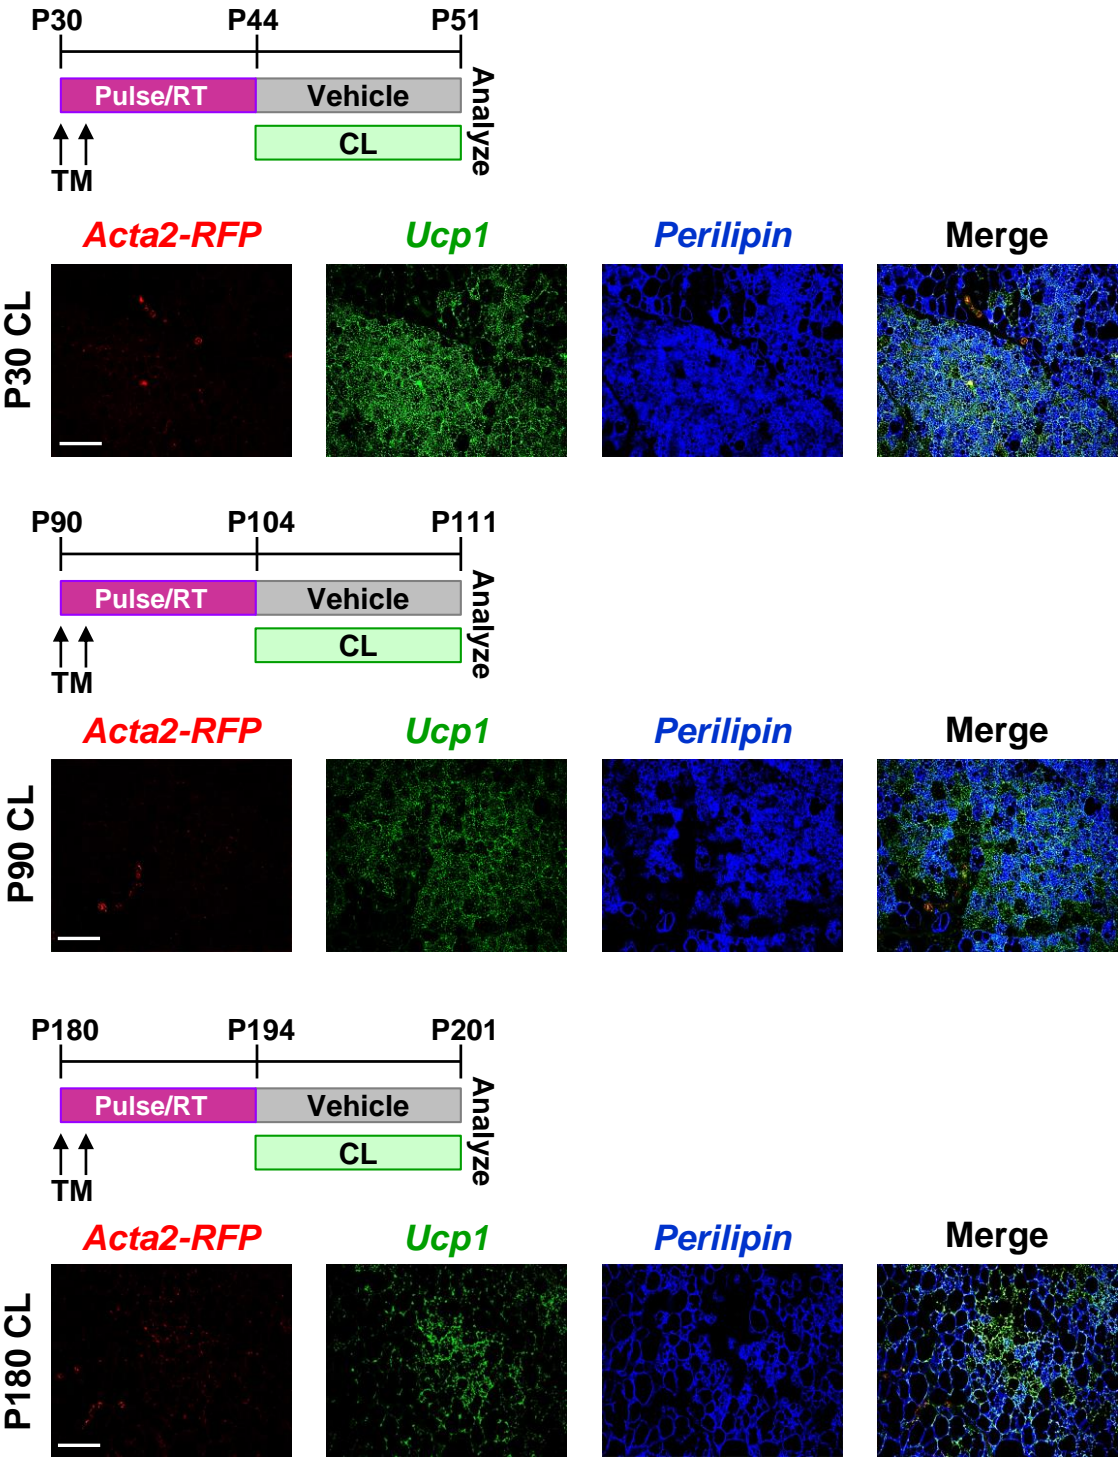 P30 P44 P51
Pulse/RT Vehicle
CL
TM
Analyze
Acta2-RFP Ucp1 Perilipin Merge
P30 CL
P90 P104 P111
Pulse/RT Vehicle
CL
TM
Analyze
Acta2-RFP Ucp1 Perilipin Merge
P90 CL
P180 P194 P201
Pulse/RT Vehicle
CL
TM
Analyze
Acta2-RFP Ucp1 Perilipin Merge
P180 CL